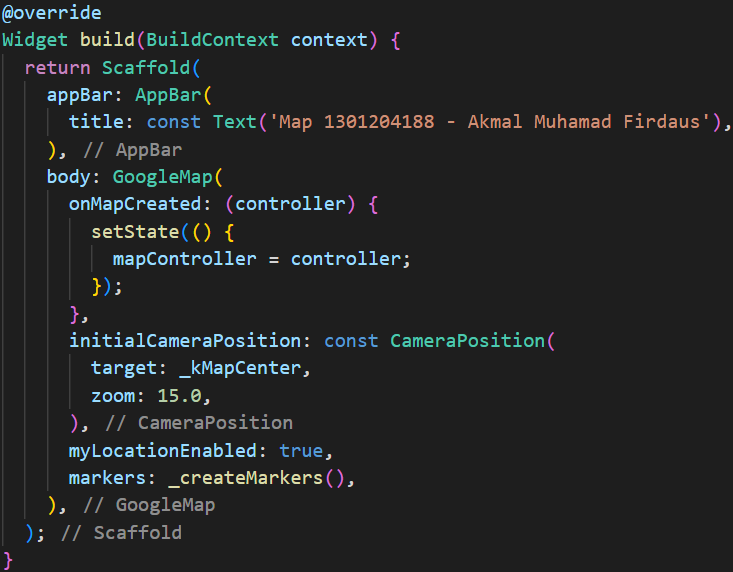 @override
Widget build(BuildContext context) {
  return Scaffold(
    appBar: AppBar(
      title: const Text('Map 1301204188 - Akmal Muhamad Firdaus'),
    ), // AppBar
    body: GoogleMap(
      onMapCreated: (controller) {
        setState(() {
          mapController = controller;
        });
      },
      initialCameraPosition: const CameraPosition(
        target: _kMapCenter,
        zoom: 15.0,
      ), // CameraPosition
      myLocationEnabled: true,
      markers: _createMarkers(),
    ), // GoogleMap
  ); // Scaffold
}